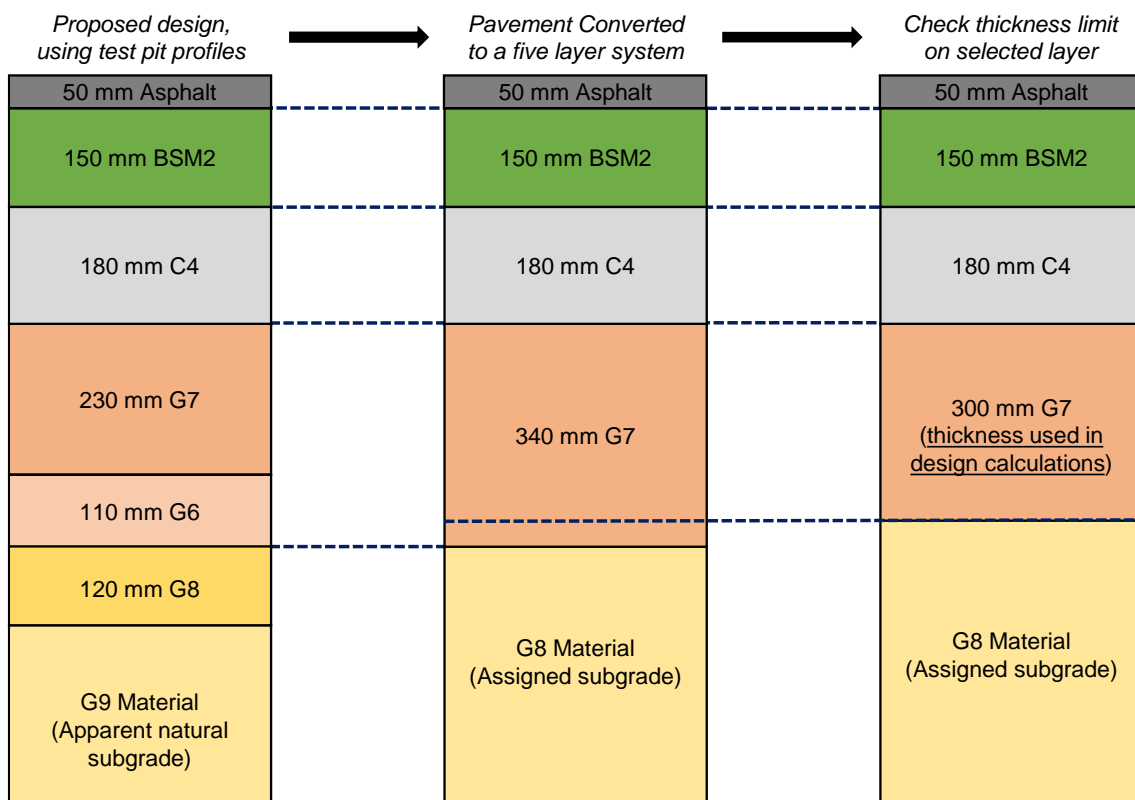 Proposed design,
using test pit profiles
50 mm Asphalt
150 mm BSM2
180 mm C4
230 mm G7
110 mm G6
120 mm G8
G9 Material
(Apparent natural
subgrade)
Pavement Converted
to a five layer system
50 mm Asphalt
150 mm BSM2
180 mm C4
340 mm G7
G8 Material
(Assigned subgrade)
Check thickness limit
on selected layer
50 mm Asphalt
150 mm BSM2
180 mm C4
300 mm G7
(thickness used in
design calculations)
G8 Material
(Assigned subgrade)